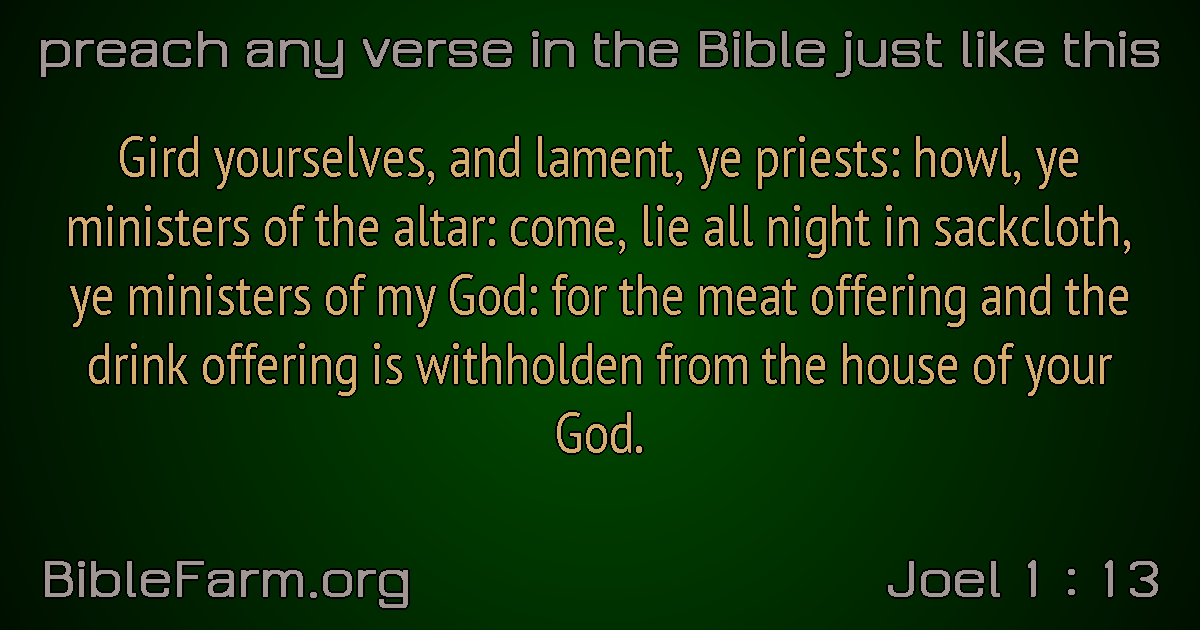 preach any verse in the Bible just like this
Gird yourselves, and lament, ye priests: howl, ye
ministers of the altar: come, lie all night in sackcloth,
ye ministers of my God: for the meat offering and the
drink offering is withholden from the house of your
God.
BibleFarm.org
Joel 1 : 13